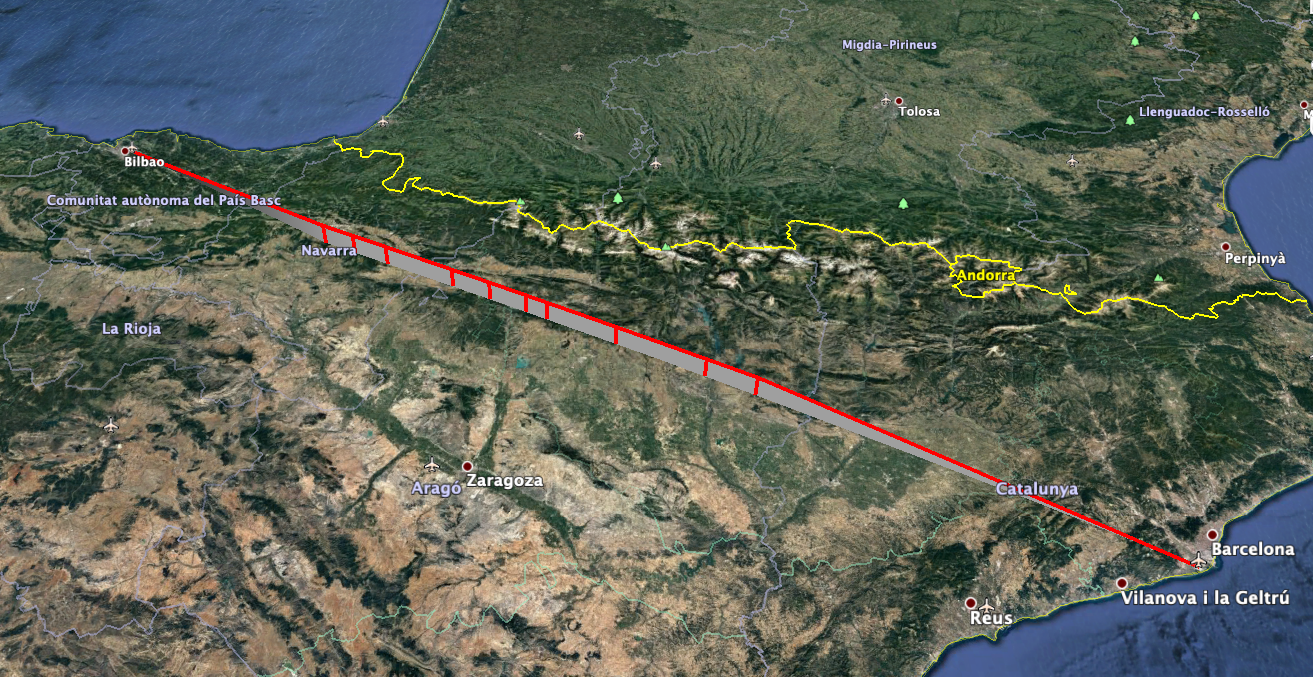 Migdia-Pirineus
Tolosa
Llenguadoc-Rosselló
M
Bilbao
Comunitat autònoma del País Basc
Navarra
Perpinyà
Andorra
La Rioja
Zaragoza
Aragó
Catalunya
Barcelona
Vilanova i la Geltrú
Reus